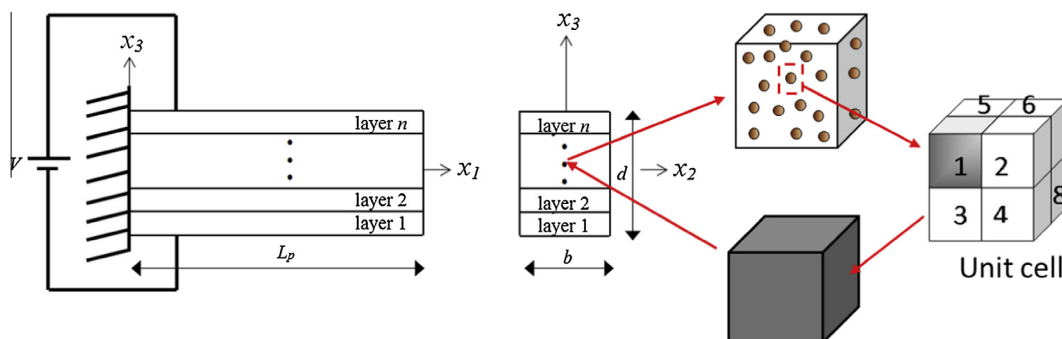 x3
V
layer n
layer 2
layer 1
x1
Lp
x3
layer n
layer 2
layer 1
d
x2
b
5 6
1 2
3 4
8
Unit cell